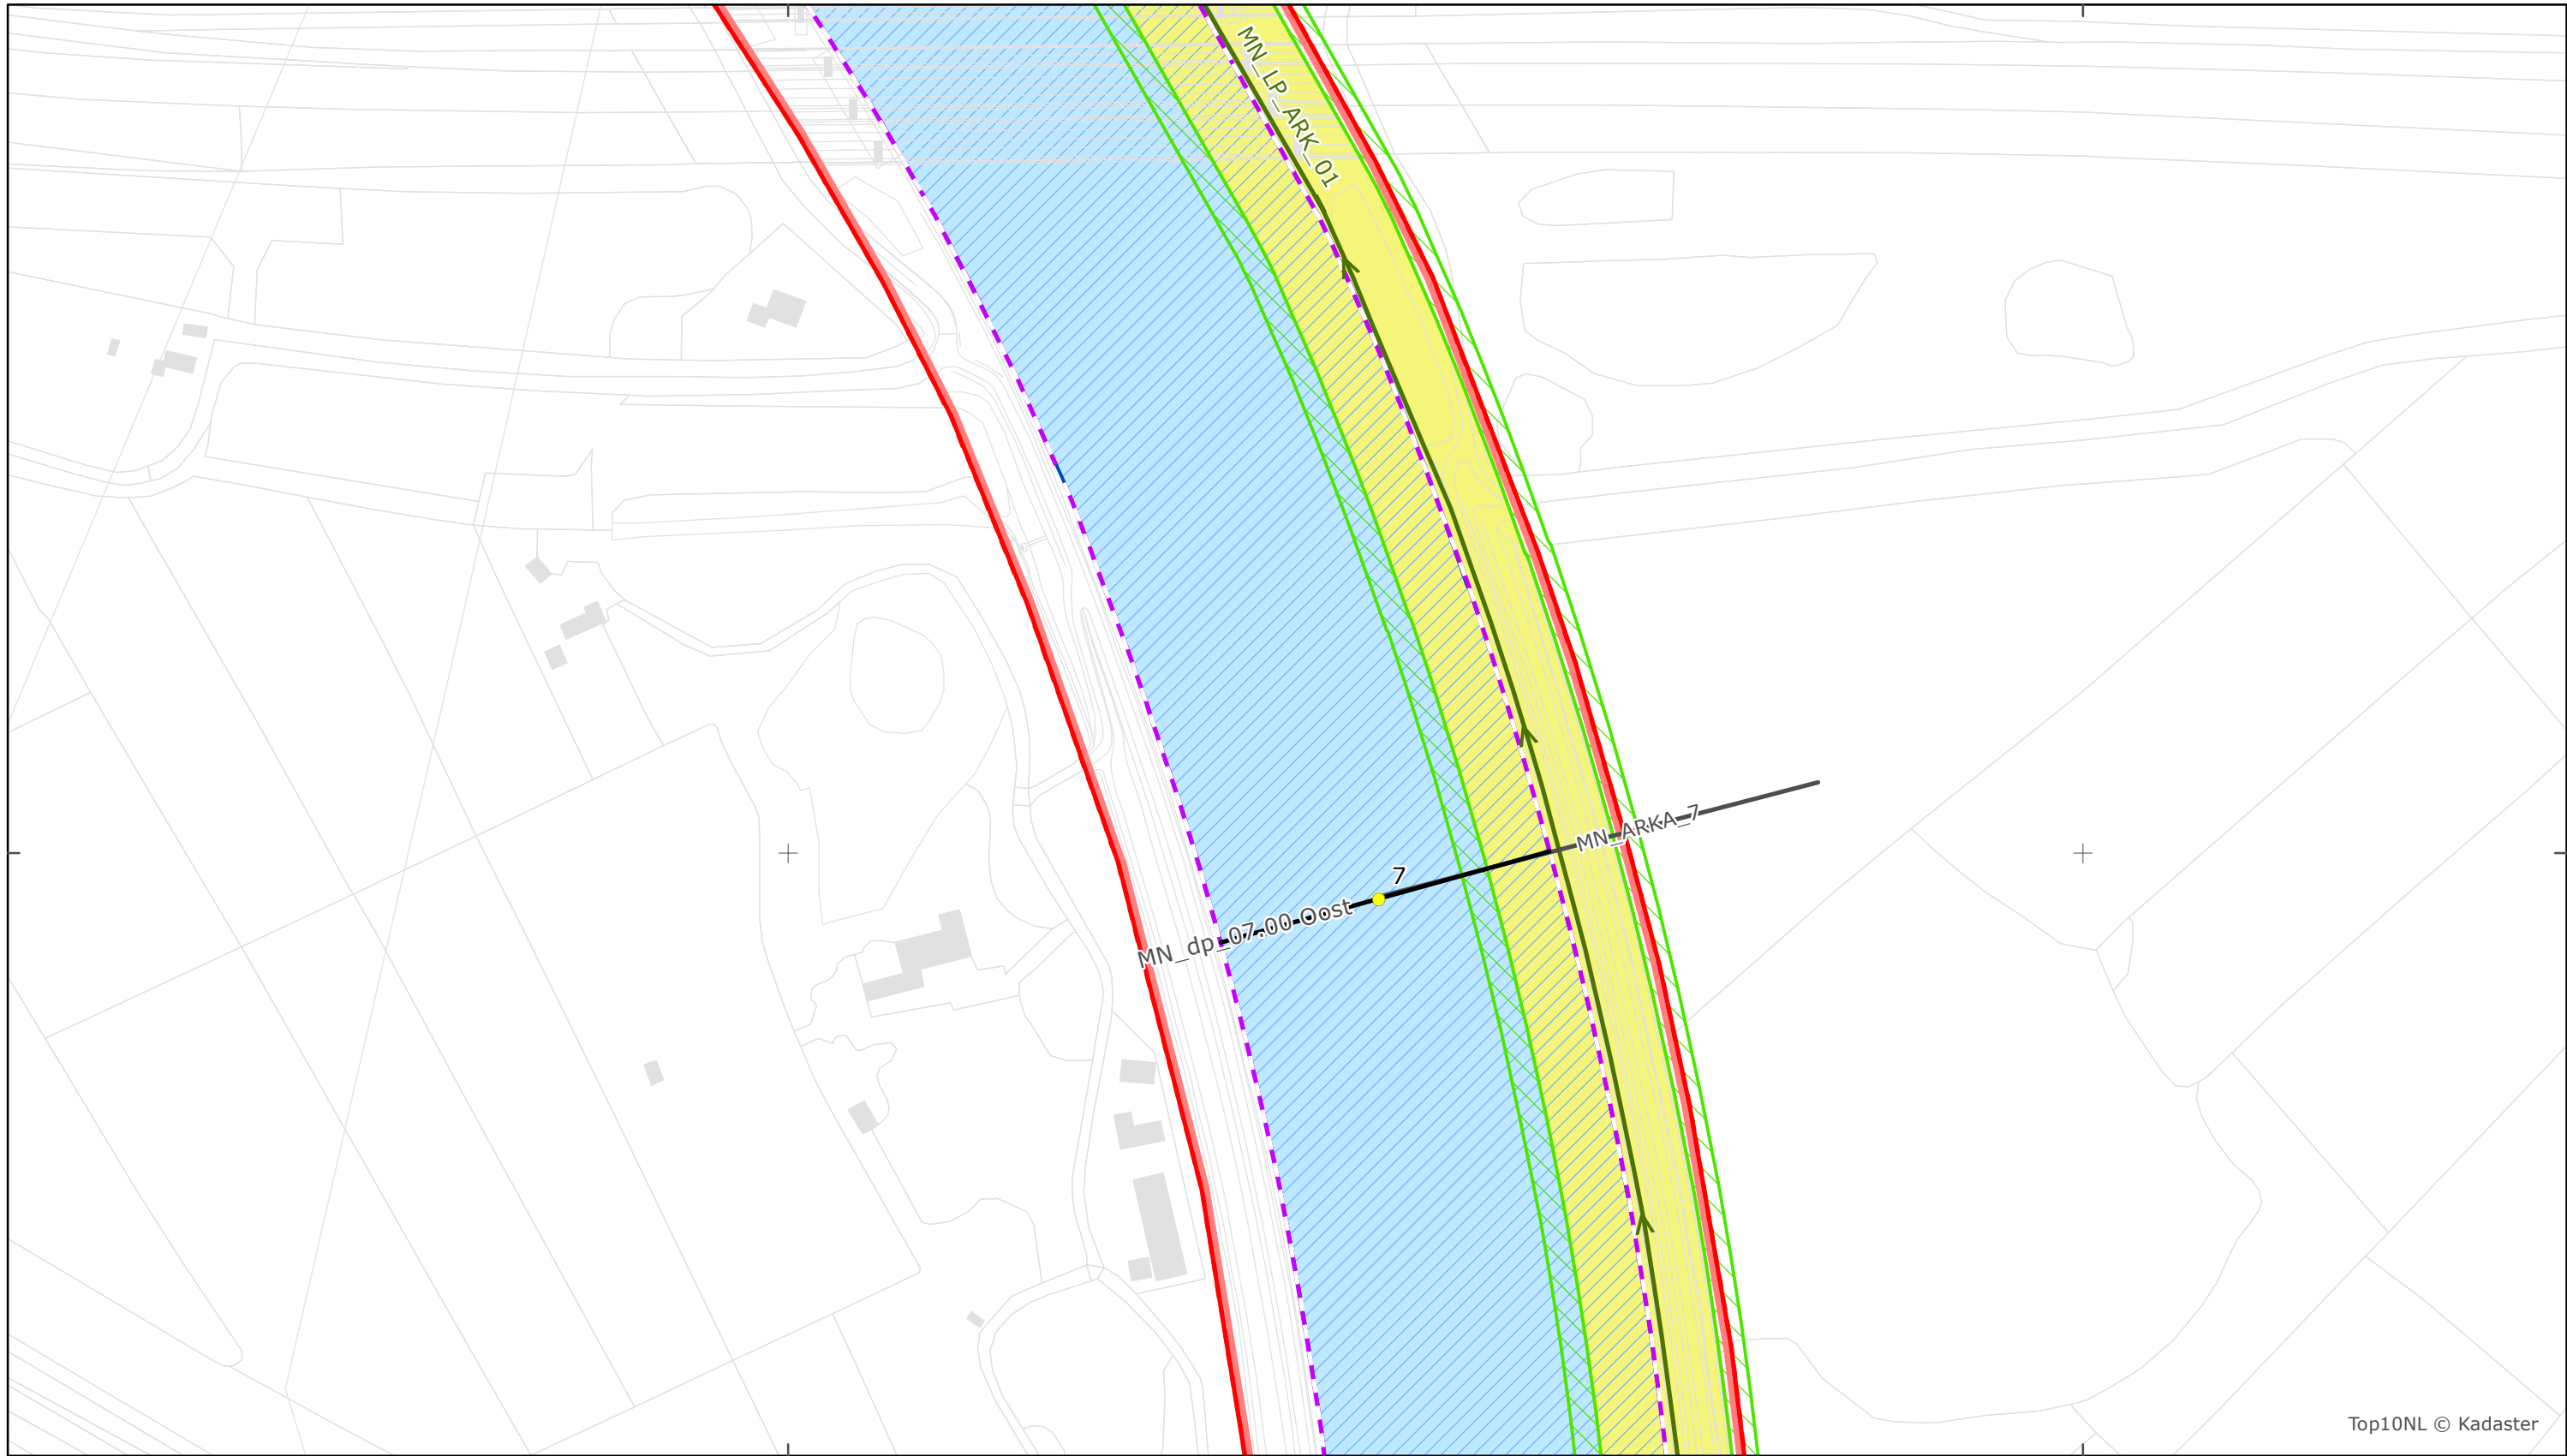 MN_LP_ARK_01
MN_ARKA_7
7
MN_dp_07.00 Oost
Top10NL © Kadaster